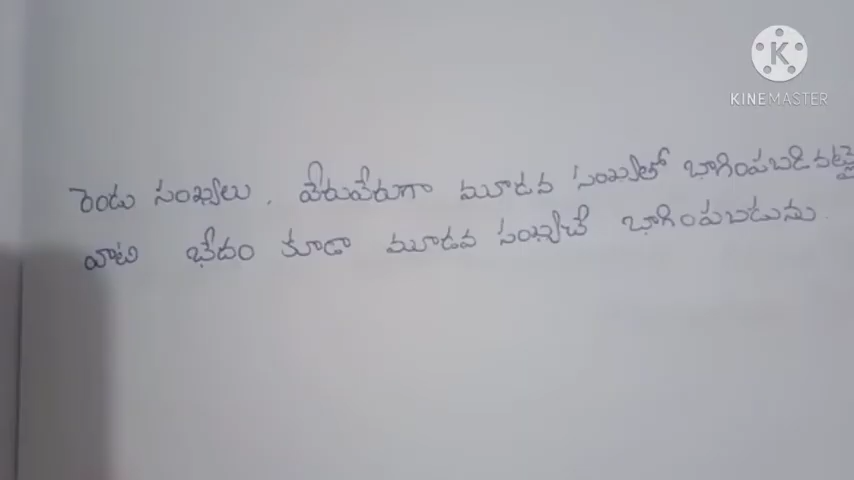 KINEMASTER
రెండు సంఖ్యలు, వేరువేరుగా మూడవ సంఖ్యతో భాగింపబడినట్లై
వాటి భేదం కూడా మూడవ సంఖ్యచే భాగింపబడును.